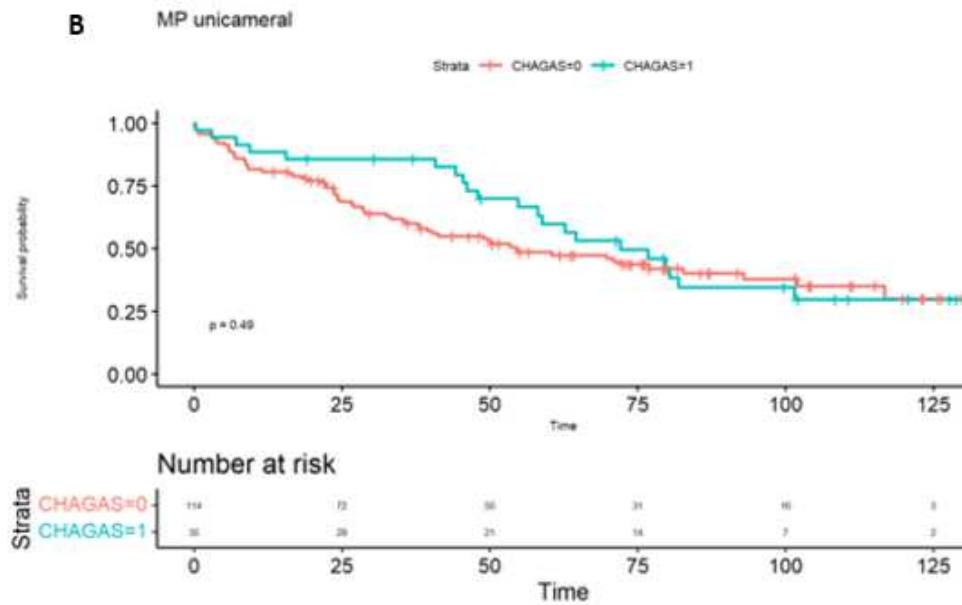 B
MP unicameral
Strata CHAGAS=0 CHAGAS=1
Survival probability
1.00
0.75
0.50
0.25
0.00
p = 0.49
0 25 50 75 100 125
Time
Number at risk
Strata
CHAGAS=0 114 72 50 31
CHAGAS=1 21 7 2
0 25 50 75 100 125
Time